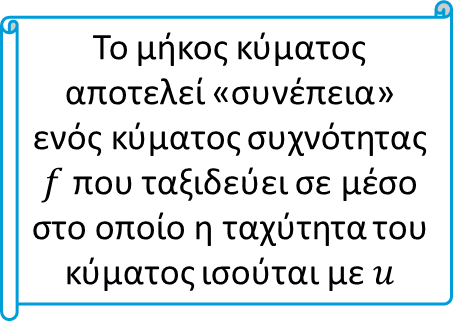 Το μήκος κύματος
αποτελεί «συνέπεια»
ενός κύματος συχνότητας
f που ταξιδεύει σε μέσο
στο οποίο η ταχύτητα του
κύματος ισούται με u